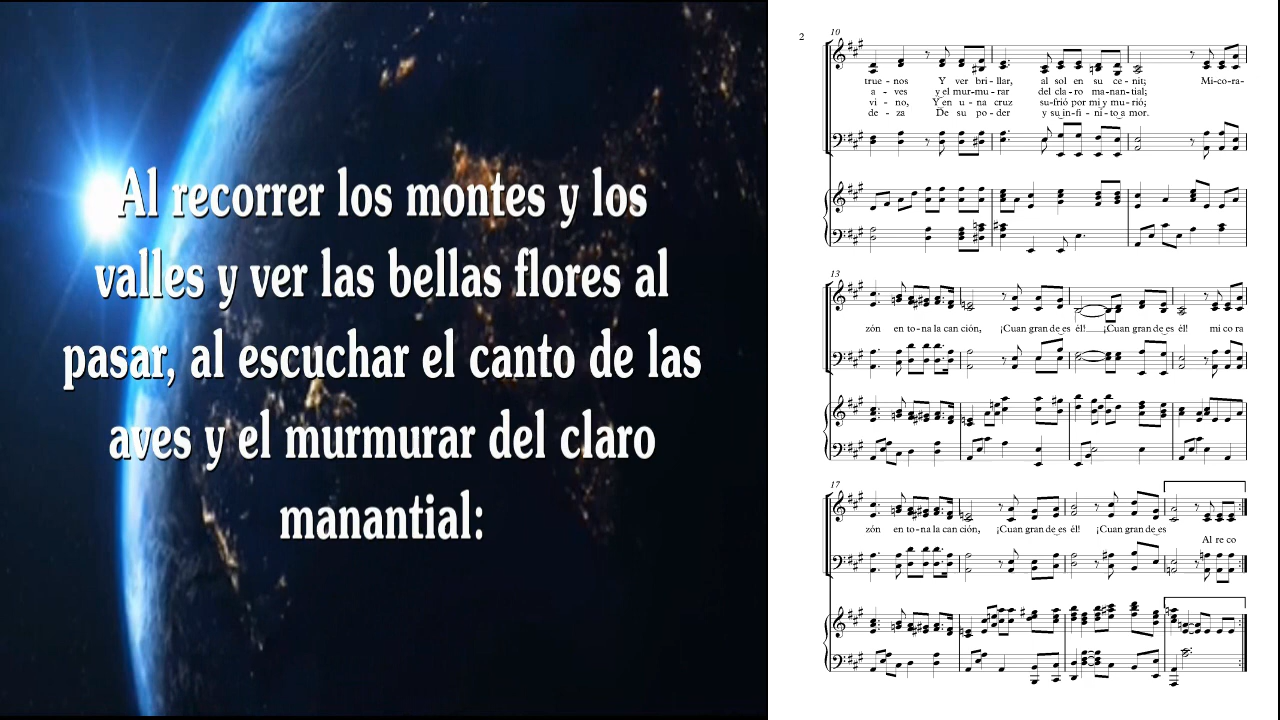 Al recorrer los montes y los
valles y ver las bellas flores al
pasar, al escuchar el canto de las
aves y el murmurar del claro
manantial:
2
10
true - nos Y ver bri - llar, al sol en su ce - nit; Mi-co-ra-
a - ves y el mur-mu - rar del cla - ro ma-nan - tial;
vi - no, Y en u - na cruz su-frió por mi y mu - rió;
de - za De su po - der y su in-fi - ni - to a mor.
13
zón en to-na la can ción, ¡Cuan gran de es él! ¡Cuan gran de es él! mi co ra
17
zón en to-na la can ción, ¡Cuan gran de es él! ¡Cuan gran de es
Al re co